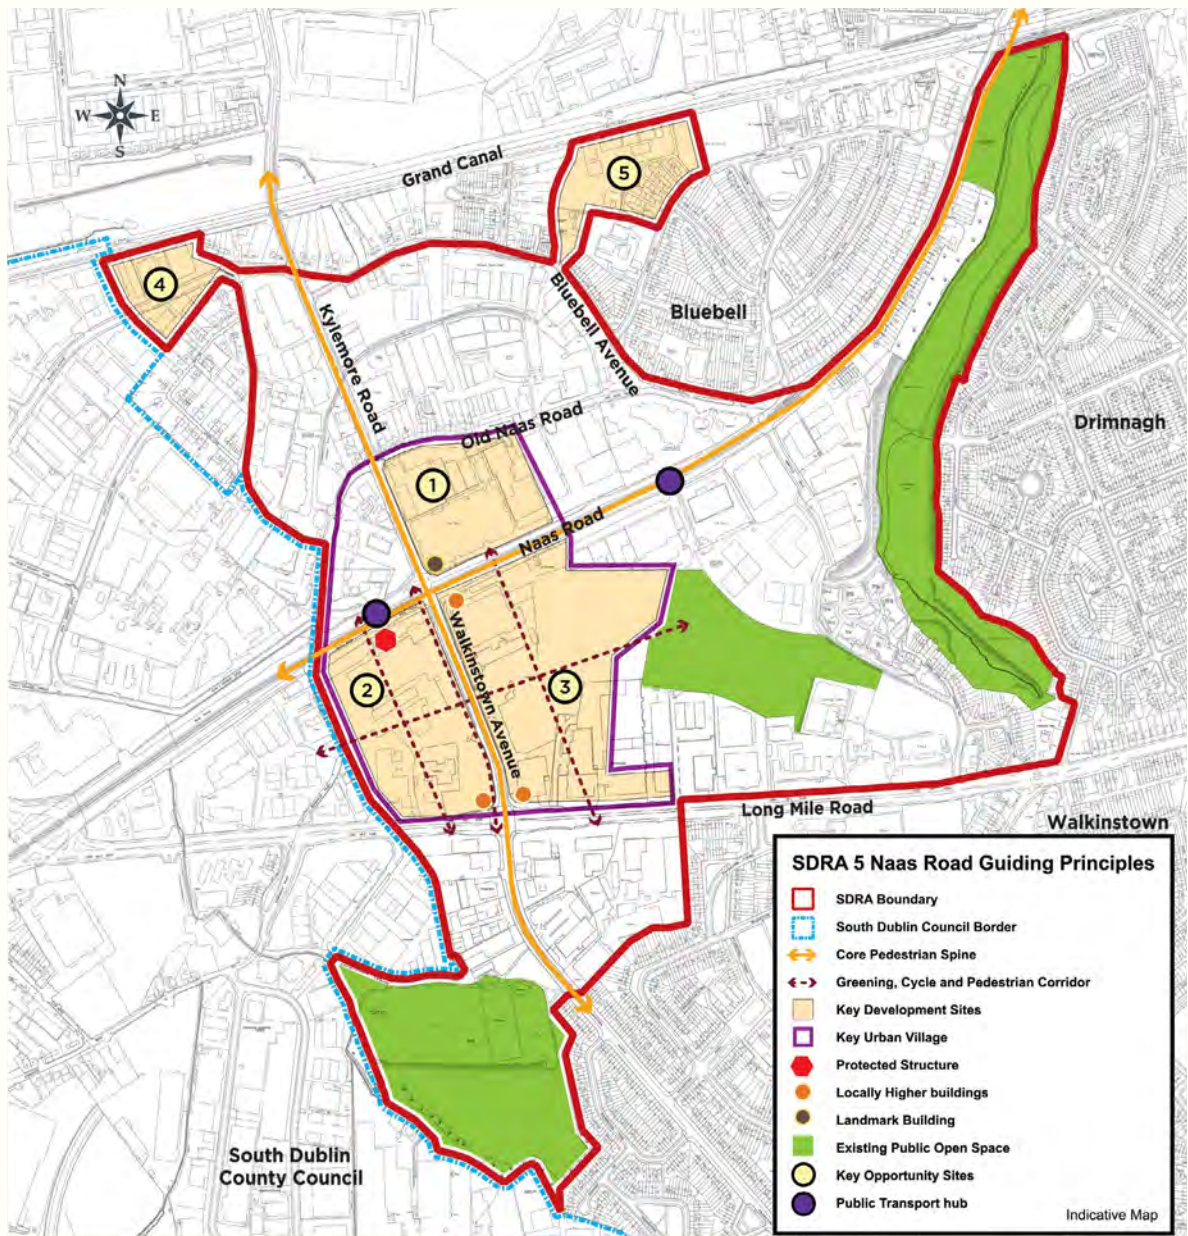 N
W E
S
Grand Canal
5
4
Kylemore Road
Bluebell Avenue
Bluebell
Old Naas Road
Drimnagh
1
Naas Road
Walkinstown Avenue
2
3
Long Mile Road
Walkinstown
SDRA 5 Naas Road Guiding Principles
SDRA Boundary
South Dublin Council Border
Core Pedestrian Spine
Greening, Cycle and Pedestrian Corridor
Key Development Sites
Key Urban Village
Protected Structure
Locally Higher buildings
Landmark Building
Existing Public Open Space
Key Opportunity Sites
Public Transport hub
Indicative Map
South Dublin
County Council